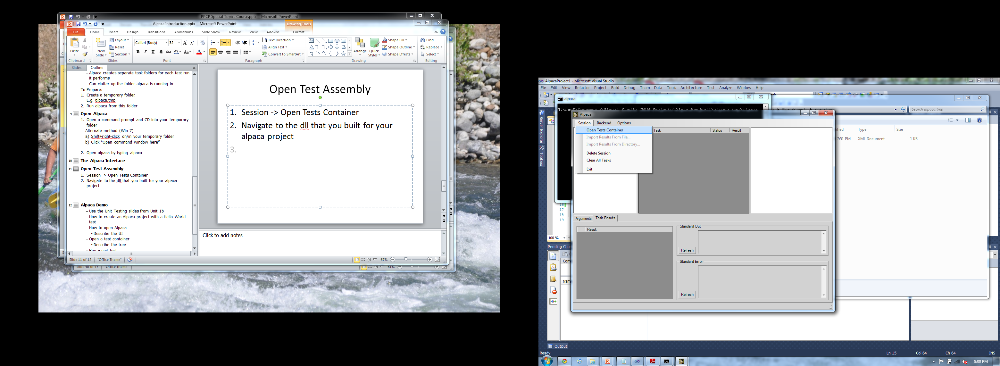 PPCP Special Topics Course.pptx - Microsoft PowerPoint
Alpaca Introduction.pptx - Microsoft PowerPoint
Drawing Tools
File Home Insert Design Transitions Animations Slide Show Review View Add-Ins Format
Paste
Clipboard
New Slide
Layout
Reset
Section
Slides
Calibri (Body) 32
Font
Text Direction
Align Text
Convert to SmartArt
Paragraph
Arrange
Quick Styles
Shape Fill
Shape Outline
Shape Effects
Drawing
Find
Replace
Select
Editing
Slides Outline
– Alpaca creates separate task folders for each test run
it performs
– Can clutter up the folder alpaca is running in
To Prepare:
1. Create a temporary folder.
E.g. alpaca.tmp
2. Run alpaca from this folder
9 Open Alpaca
1. Open a command prompt and CD into your temporary
folder
Alternate method (Win 7)
a) Shift+right-click on/in your temporary folder
b) Click “Open command window here”
2. Open alpaca by typing alpaca
10 The Alpaca Interface
11 Open Test Assembly
1. Session -> Open Tests Container
2. Navigate to the dll that you built for your alpaca
project
12 Alpaca Demo
– Use the Unit Testing slides from Unit 1b
– How to create an Alpaca project with a Hello World
test
– How to open Alpaca
• Describe the UI
– Open a test container
• Describe the tree
– Run a unit test
Open Test Assembly
1. Session -> Open Tests Container
2. Navigate to the dll that you built for your
alpaca project
3.
Click to add notes
Slide 11 of 12 "Office Theme" 67%
Slide 40 of 47 "Office Theme" 61%
AlpacaProject1 - Microsoft Visual Studio
File Edit View Refactor Project Build Debug Team Data Tools Architecture Test Analyze Window Help
alpaca
M:\JoeM\Documents\Visual Studio 2010\Projects\AlpacaProject1\alpaca.tmp>alpaca
Search alpaca.tmp
Type Size
7:51 PM XML Document 1 KB
Server Explorer
Toolbox
Alpaca
Session Backend Options
Open Tests Container
Import Results From File...
Import Results From Directory...
Delete Session
Clear All Tasks
Exit
Task Status Result
16
17
18
19
100 %
Arguments Task Results
Result
Standard Out
Refresh
Standard Error
Refresh
Pending Chan
Com
Nam
Output
Ready Ln 15 Col 64 Ch 64 INS
8:00 PM